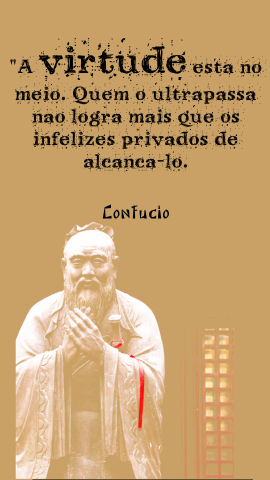 "A virtude esta no
meio. Quem o ultrapassa
nao logra mais que os
infelizes privados de
alcanca-lo.
Confucio